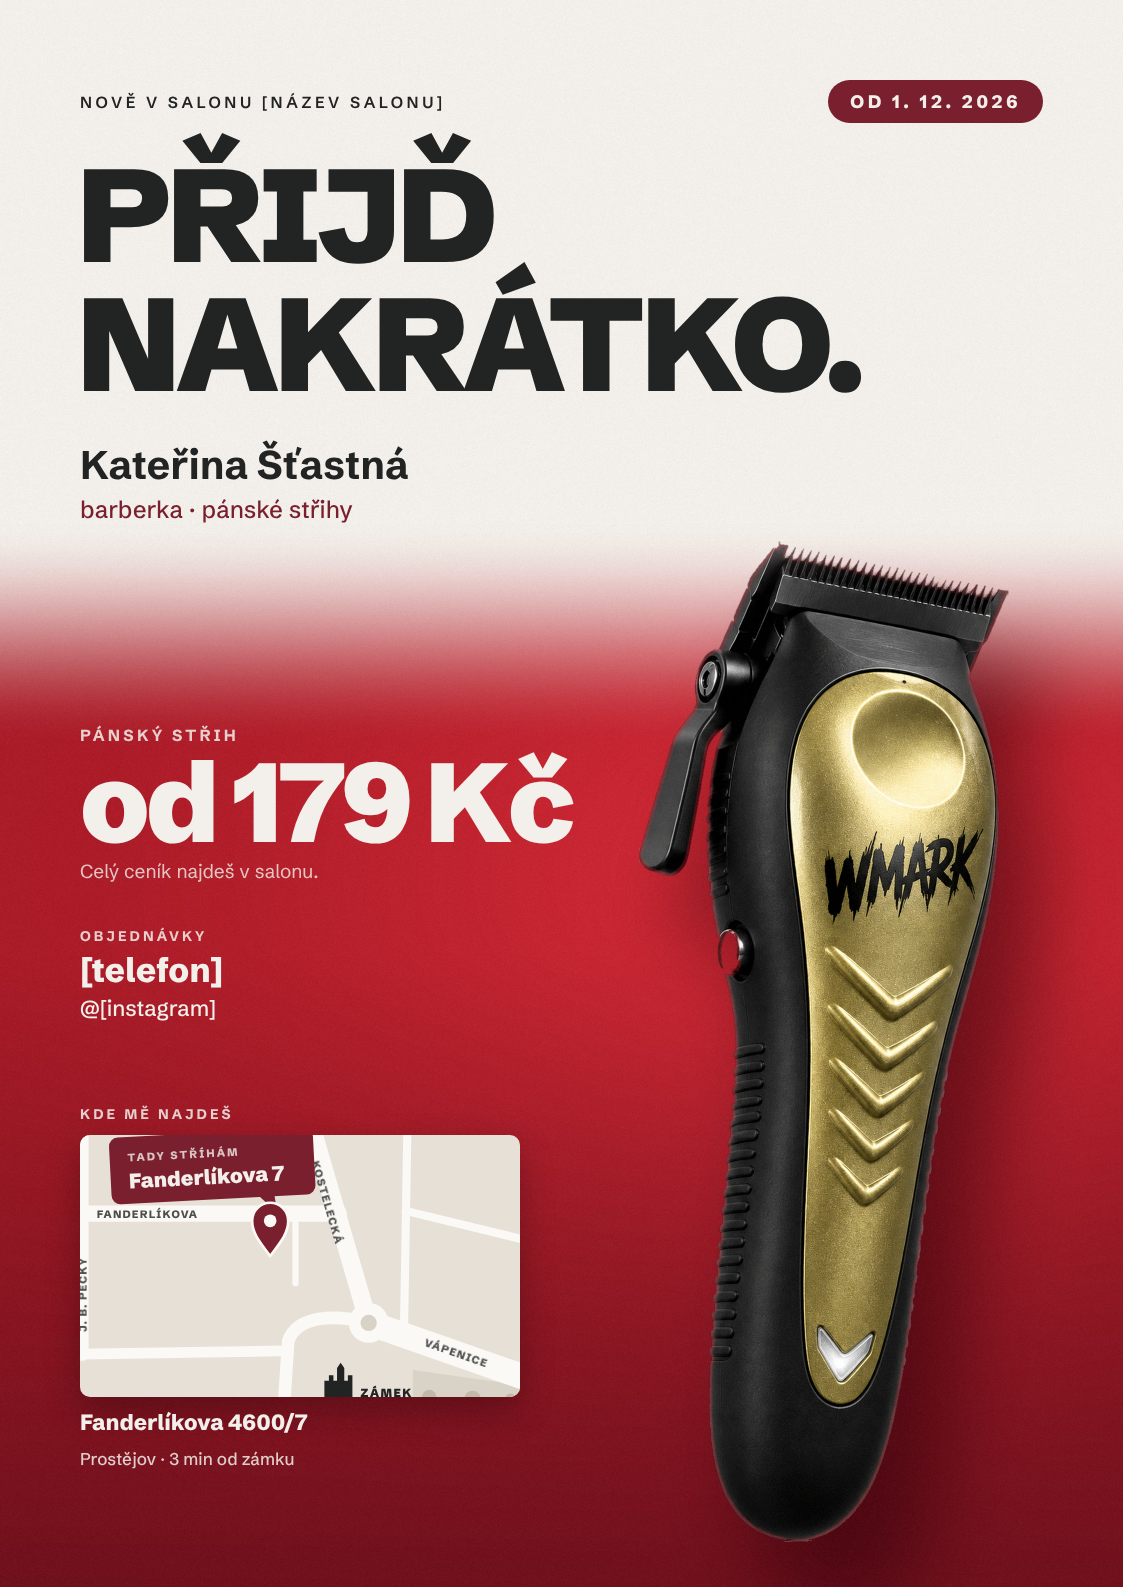 NOVĚ V SALONU [NÁZEV SALONU]
OD 1. 12. 2026
PŘIJĎ
NAKRÁTKO.
Kateřina Šťastná
barberka · pánské střihy
PÁNSKÝ STŘIH
od 179 Kč
Celý ceník najdeš v salonu.
WMARK
OBJEDNÁVKY
[telefon]
@[instagram]
KDE MĚ NAJDEŠ
TADY STŘÍHÁM
Fanderlíkova 7
KOSTELECKÁ
FANDERLÍKOVA
J. B. PECKY
VÁPENICE
ZÁMEK
Fanderlíkova 4600/7
Prostějov · 3 min od zámku